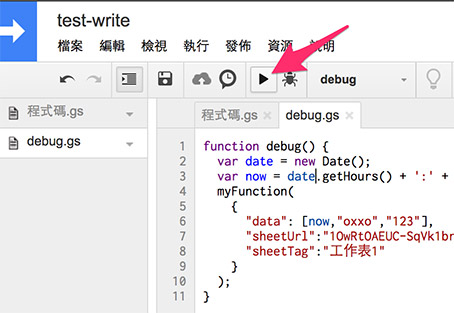 test-write
檔案 編輯 檢視 執行 發佈 資源 說明
debug
程式碼.gs
debug.gs
程式碼.gs × debug.gs ×
1 function debug() {
2 var date = new Date();
3 var now = date.getHours() + ':' +
4 myFunction(
5 {
6 "data": [now,"oxxo","123"],
7 "sheetUrl":"1OwRtOAEUC-SqVk1br
8 "sheetTag":"工作表1"
9 }
10 );
11 }